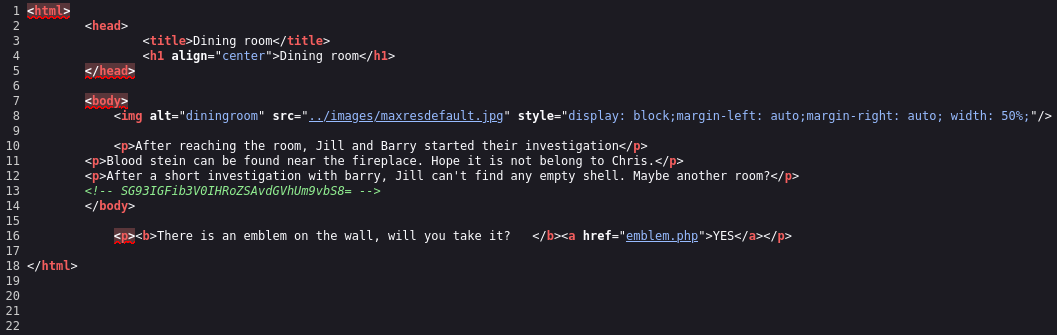 1 <html>
2 <head>
3 <title>Dining room</title>
4 <h1 align="center">Dining room</h1>
5 </head>
6
7 <body>
8 <img alt="diningroom" src="../images/maxresdefault.jpg" style="display: block;margin-left: auto;margin-right: auto; width: 50%;"/>
9
10 <p>After reaching the room, Jill and Barry started their investigation</p>
11 <p>Blood stein can be found near the fireplace. Hope it is not belong to Chris.</p>
12 <p>After a short investigation with barry, Jill can't find any empty shell. Maybe another room?</p>
13 <!-- SG93IGFib3V0IHRoZSAvdGVhUm9vbS8= -->
14 </body>
15
16 <p><b>There is an emblem on the wall, will you take it? </b><a href="emblem.php">YES</a></p>
17
18 </html>
19
20
21
22